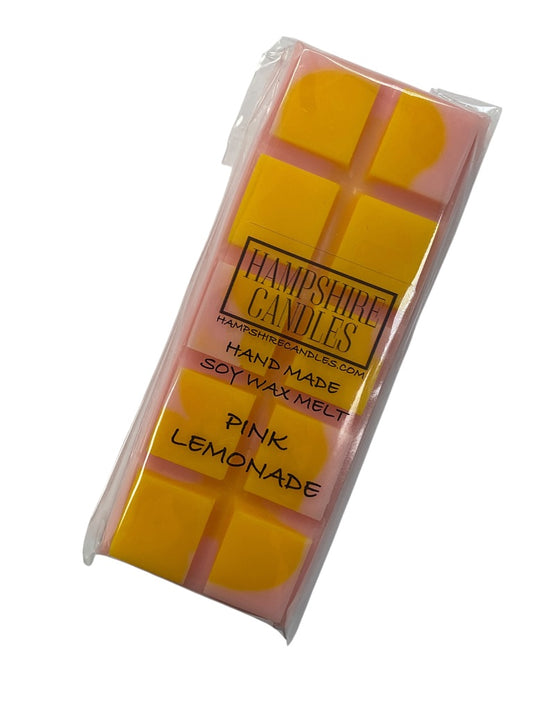 HAMPSHIRE
CANDLES
HAMPSHIRECANDLES.COM
HAND MADE
SOY WAX MELT
PINK
LEMONADE